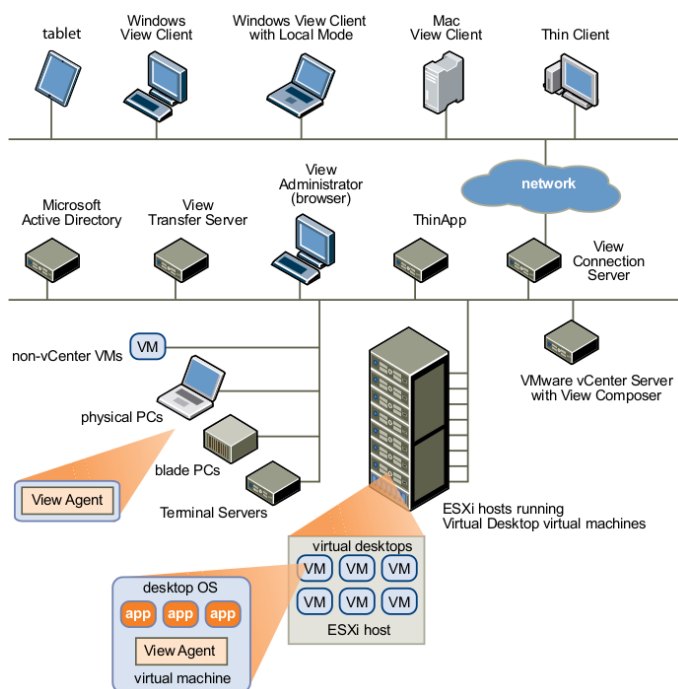 tablet
Windows
View Client
Windows View Client
with Local Mode
Mac
View Client
Thin Client
network
Microsoft
Active Directory
View
Transfer Server
View
Administrator
(browser)
ThinApp
View
Connection
Server
VM
non-vCenter VMs
physical PCs
blade PCs
Terminal Servers
View Agent
VMware vCenter Server
with View Composer
ESXi hosts running
Virtual Desktop virtual machines
virtual desktops
VM VM VM
VM VM VM
ESXi host
desktop OS
app app app
View Agent
virtual machine